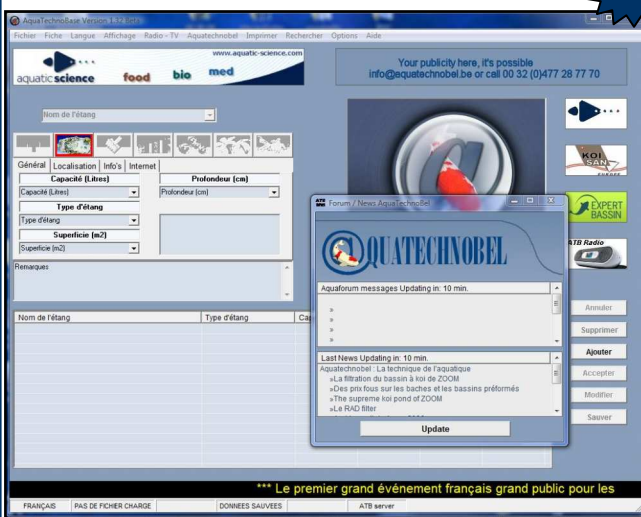 AquaTechnoBase Version 1.12 Beta
Fichier Fiche Langue Affichage Radio - TV Aquatechnobel Imprimer Rechercher Options Aide
www.aquatic-science.com
aquatic science food bio med
Your publicity here, it's possible
info@aquatechnobel.be or call 00 32 (0)477 28 77 70
Nom de l'étang
KOI
SAN
EUROPE
Général Localisation Info's Internet
Capacité (Litres) Profondeur (cm)
Capacité (Litres) Profondeur (cm)
Type d'étang
Type d'étang
Superficie (m2)
Superficie (m2)
Remarques
EXPERT
BASSIN
ATB Radio
Forum / News AquaTechnoBel
AQUATECHNOBEL
Aquaforum messages Updating in: 10 min.
»
»
»
»
Last News Updating in: 10 min.
Aquatechnobel : La technique de l'aquatique
»La filtration du bassin à koi de ZOOM
»Des prix fous sur les baches et les bassins préformés
»The supreme koi pond of ZOOM
»Le RAD filter
Update
Nom de l'étang Type d'étang Cap
Annuler
Supprimer
Ajouter
Accepter
Modifier
Sauver
*** Le premier grand événement français grand public pour les
FRANÇAIS PAS DE FICHIER CHARGE DONNEES SAUVEES ATB server